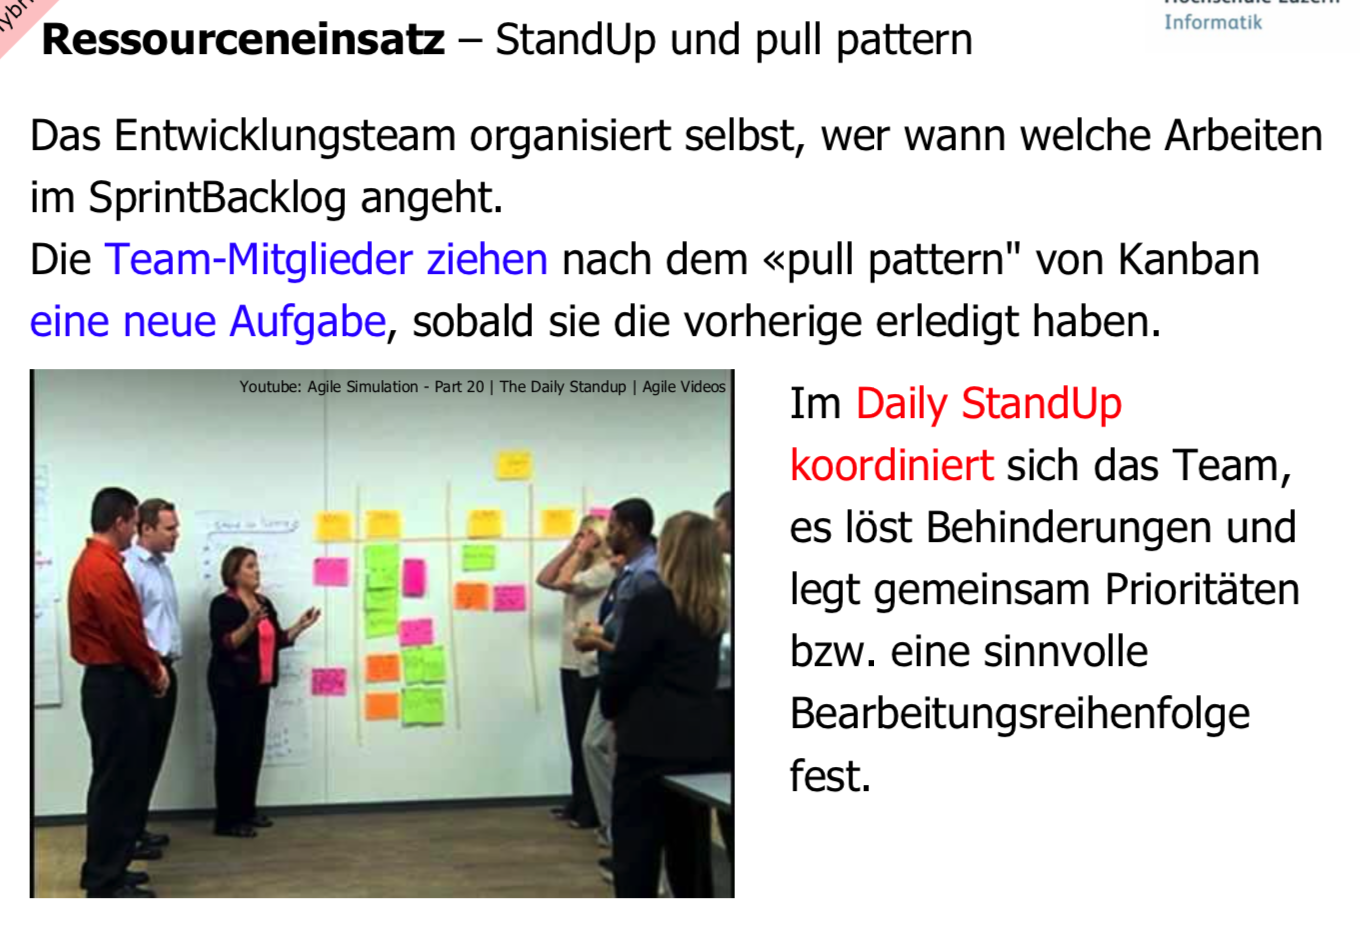 Informatik
Ressourceneinsatz – StandUp und pull pattern
Das Entwicklungsteam organisiert selbst, wer wann welche Arbeiten
im SprintBacklog angeht.
Die Team-Mitglieder ziehen nach dem «pull pattern" von Kanban
eine neue Aufgabe, sobald sie die vorherige erledigt haben.
Youtube: Agile Simulation - Part 20 | The Daily Standup | Agile Videos
Im Daily StandUp
koordiniert sich das Team,
es löst Behinderungen und
legt gemeinsam Prioritäten
bzw. eine sinnvolle
Bearbeitungsreihenfolge
fest.